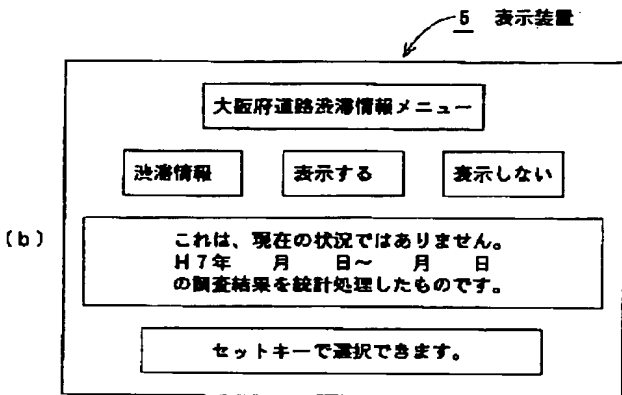 5 表示装置
大阪府道路渋滞情報メニュー
渋滞情報 表示する 表示しない
(b)
これは、現在の状況ではありません。
H7年 月 日〜 月 日
の調査結果を統計処理したものです。
セットキーで選択できます。